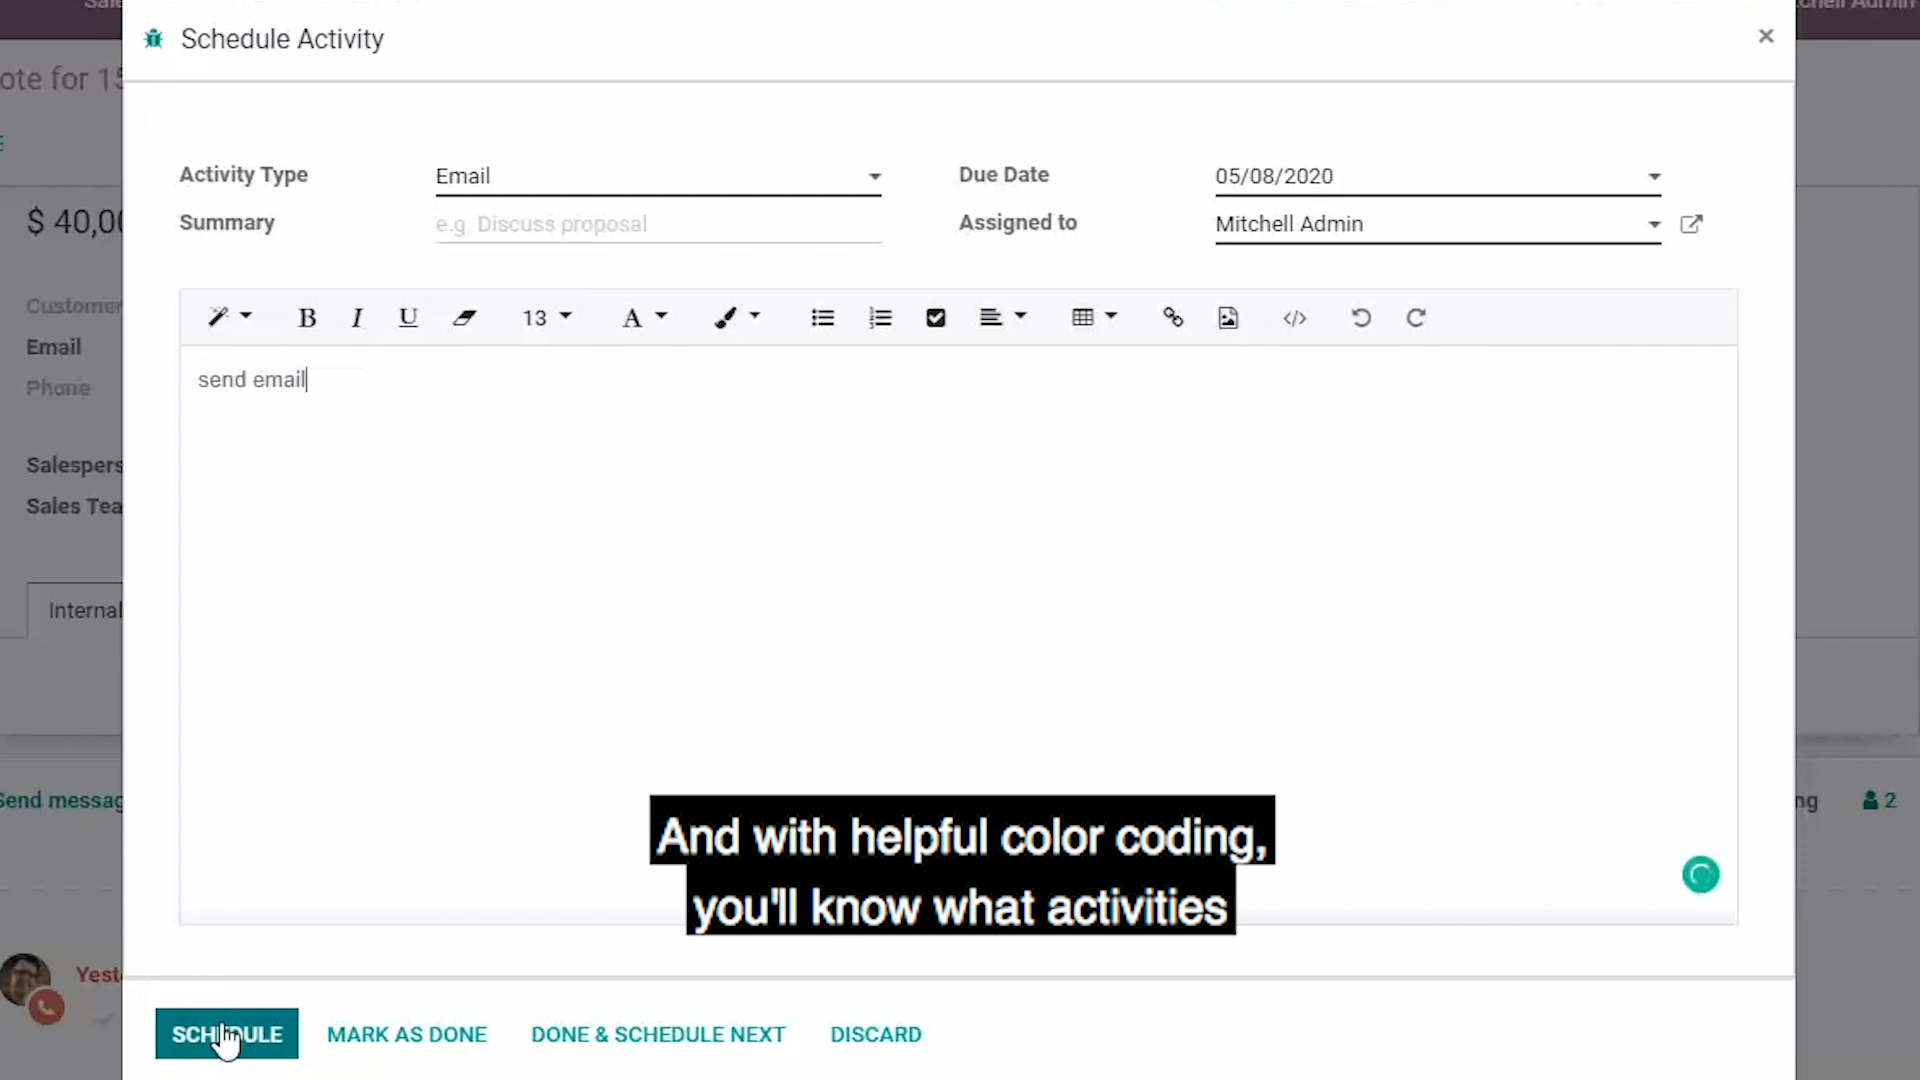 Schedule Activity
×
ote for 15
$ 40,00
Customer
Email
Phone
Salespers
Sales Tea
Internal
Send messag
ng
2
Yest
Activity Type
Email
Due Date
05/08/2020
Summary
e.g. Discuss proposal
Assigned to
Mitchell Admin
B I U 13 A </>
send email
And with helpful color coding,
you'll know what activities
SCHEDULE MARK AS DONE DONE & SCHEDULE NEXT DISCARD